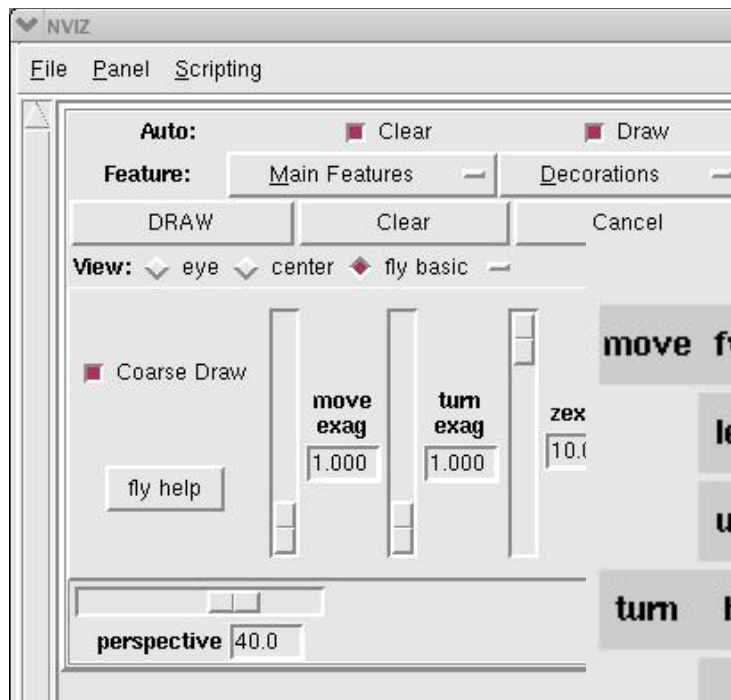 NVIZ
File Panel Scripting
Auto: Clear Draw
Feature: Main Features Decorations
DRAW Clear Cancel
View: eye center fly basic
Coarse Draw
move exag
1.000
turn exag
1.000
fly help
perspective 40.0
move
turn